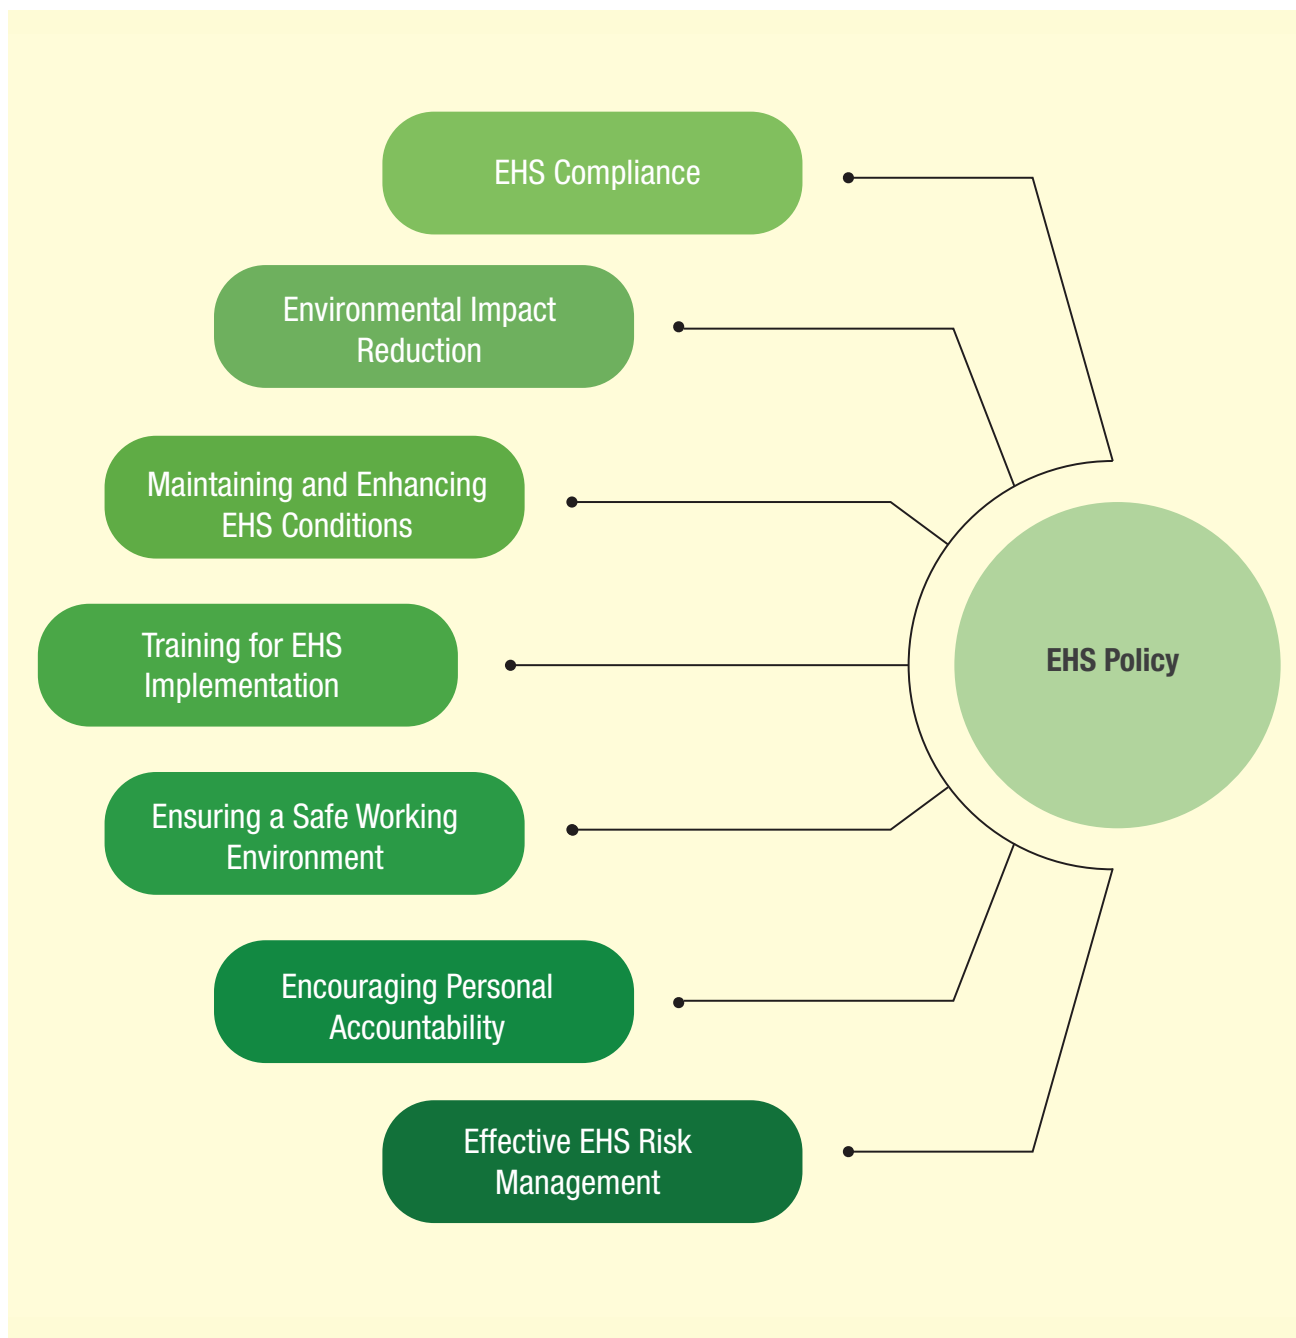 EHS Compliance
Environmental Impact
Reduction
Maintaining and Enhancing
EHS Conditions
Training for EHS
Implementation
EHS Policy
Ensuring a Safe Working
Environment
Encouraging Personal
Accountability
Effective EHS Risk
Management